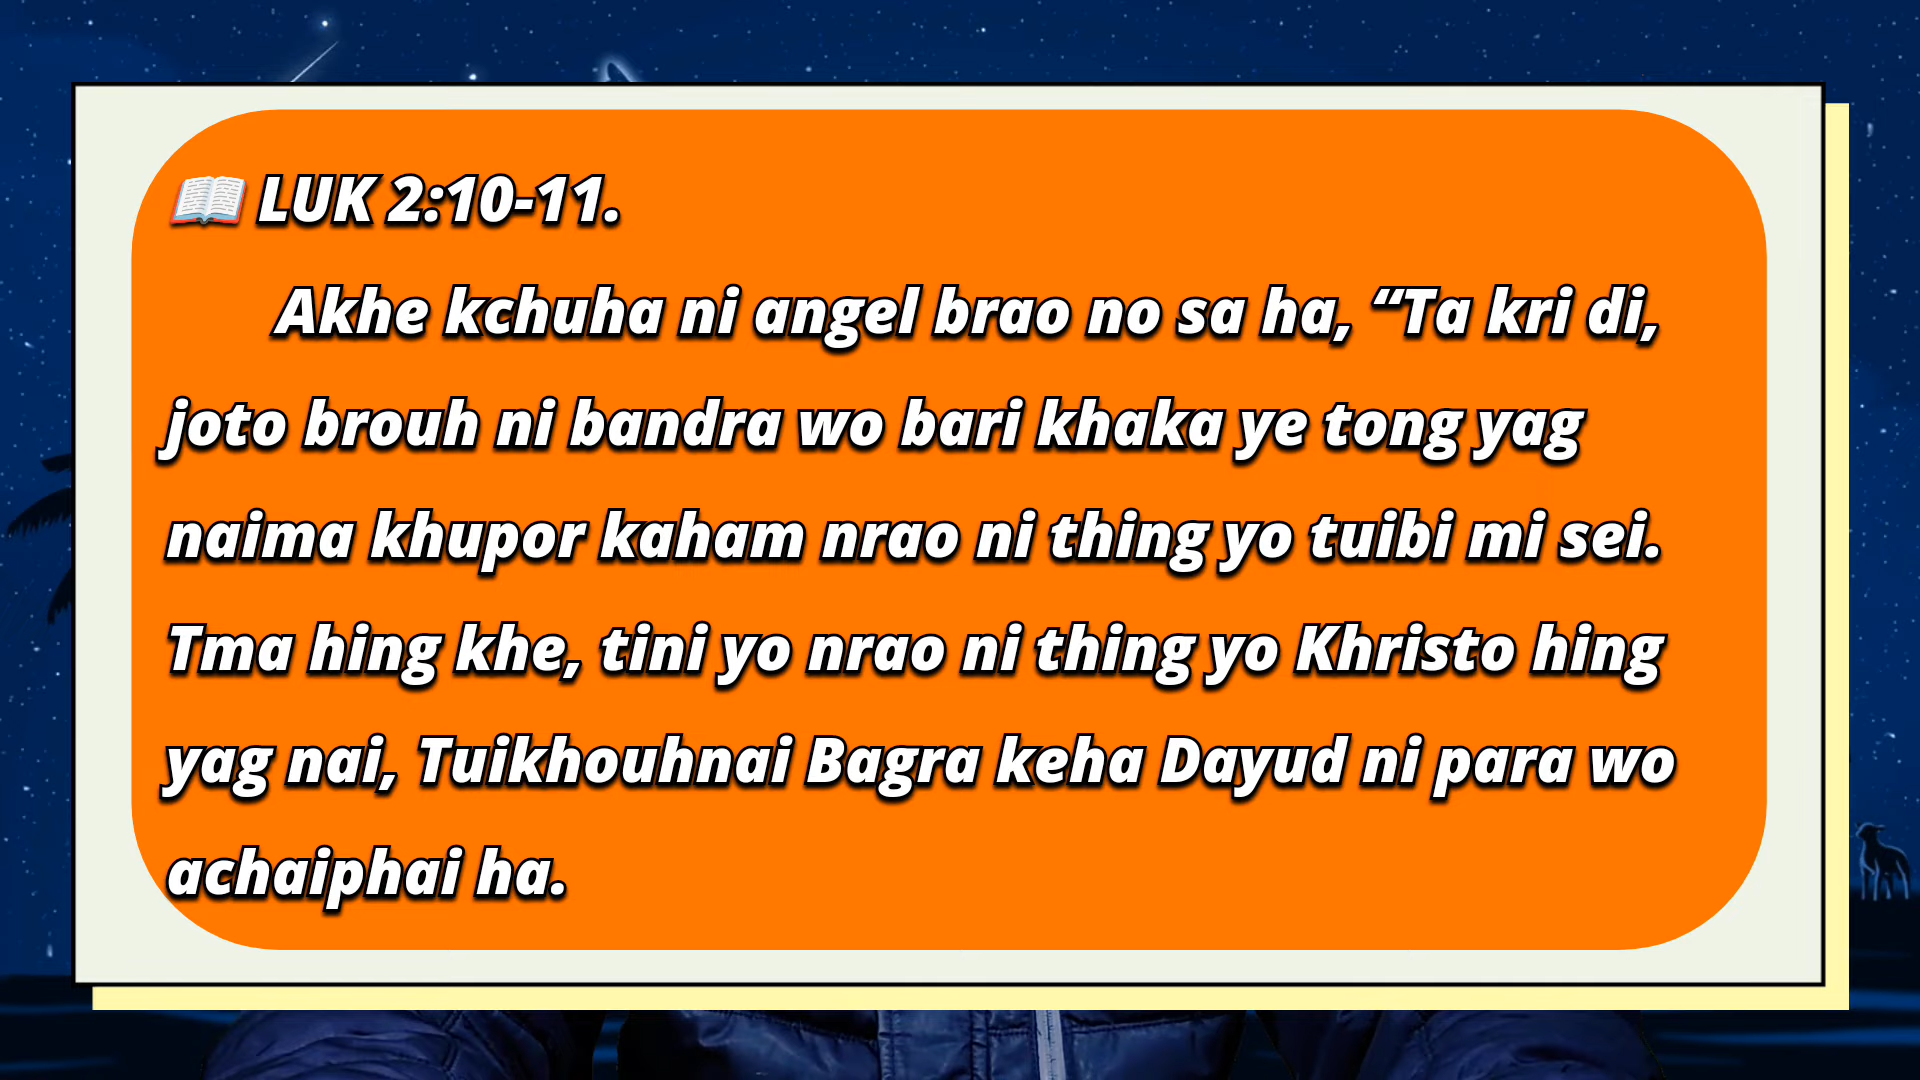 📖 LUK 2:10-11.
Akhe kchuha ni angel brao no sa ha, “Ta kri di,
joto brouh ni bandra wo bari khaka ye tong yag
naima khupor kaham nrao ni thing yo tuibi mi sei.
Tma hing khe, tini yo nrao ni thing yo Khristo hing
yag nai, Tuikhouhnai Bagra keha Dayud ni para wo
achaiphai ha.